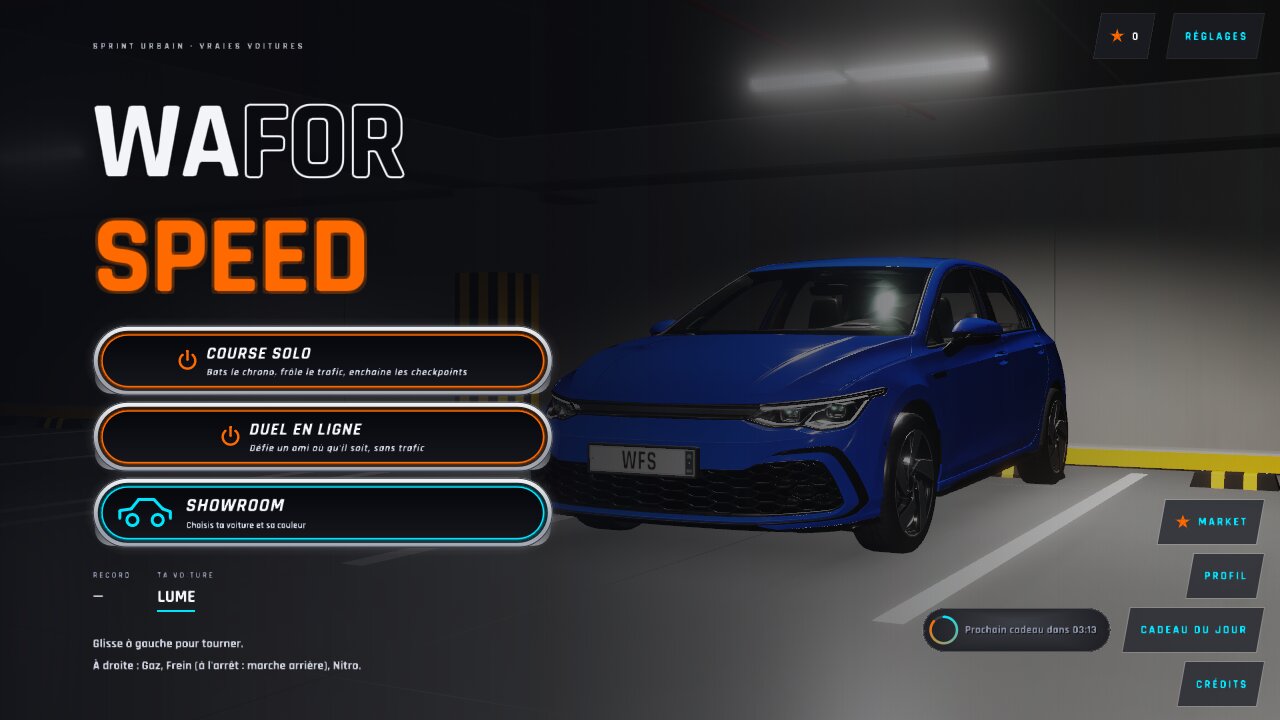 SPRINT URBAIN · VRAIES VOITURES
0
RÉGLAGES
WAFOR
SPEED
COURSE SOLO
Bats le chrono, frôle le trafic, enchaîne les checkpoints
DUEL EN LIGNE
Défie un ami où qu'il soit, sans trafic
SHOWROOM
Choisis ta voiture et sa couleur
WFS
RECORD
—
TA VOITURE
LUME
Glisse à gauche pour tourner.
À droite : Gaz, Frein (à l'arrêt : marche arrière), Nitro.
MARKET
PROFIL
Prochain cadeau dans 03:13
CADEAU DU JOUR
CRÉDITS